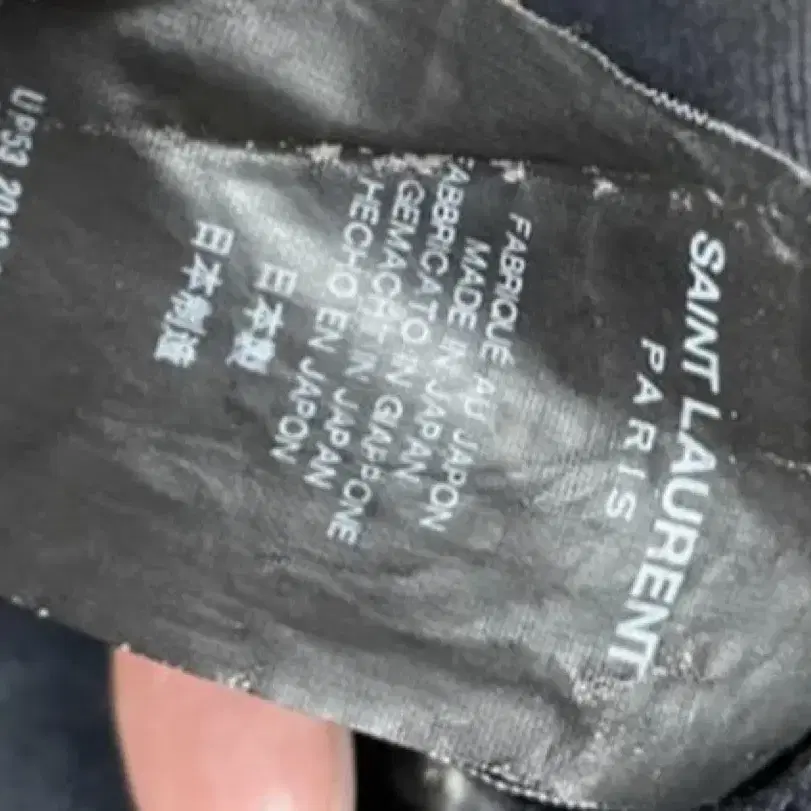 SAINT LAURENT
PARIS
FABRIQUÉ AU JAPON
MADE IN JAPAN
FABBRICATO IN GIAPPONE
GEMACHT IN JAPAN
HECHO EN JAPON
日本製
日本制造
UP53